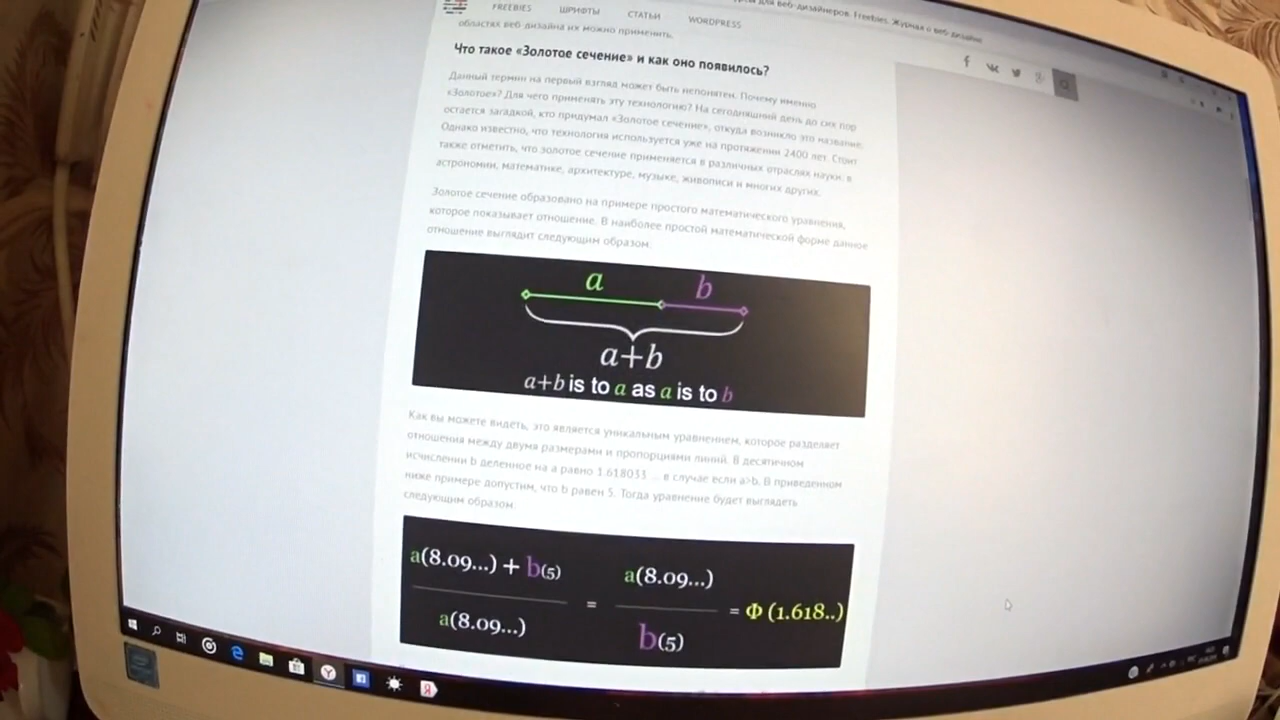 для веб-дизайнеров. Freebies. Журнал о веб-дизайне
FREEBIES ШРИФТЫ СТАТЬИ WORDPRESS
областях веб-дизайна их можно применить.
Что такое «Золотое сечение» и как оно появилось?
Данный термин на первый взгляд может быть непонятен. Почему именно
«Золотое»? Для чего применять эту технологию? На сегодняшний день до сих пор
остается загадкой, кто придумал «Золотое сечение», откуда возникло это название.
Однако известно, что технология используется уже на протяжении 2400 лет. Стоит
также отметить, что золотое сечение применяется в различных отраслях науки: в
астрономии, математике, архитектуре, музыке, живописи и многих других.
Золотое сечение образовано на примере простого математического уравнения,
которое показывает отношение. В наиболее простой математической форме данное
отношение выглядит следующим образом:
a b
a+b
a+b is to a as a is to b
Как вы можете видеть, это является уникальным уравнением, которое разделяет
отношения между двумя размерами и пропорциями линий. В десятичном
исчислении b деленное на a равно 1.618033 ... в случае если a>b. В приведенном
ниже примере допустим, что b равен 5. Тогда уравнение будет выглядеть
следующим образом:
a(8.09...) + b(5)
a(8.09...)
=
a(8.09...)
b(5)
= Φ (1.618..)